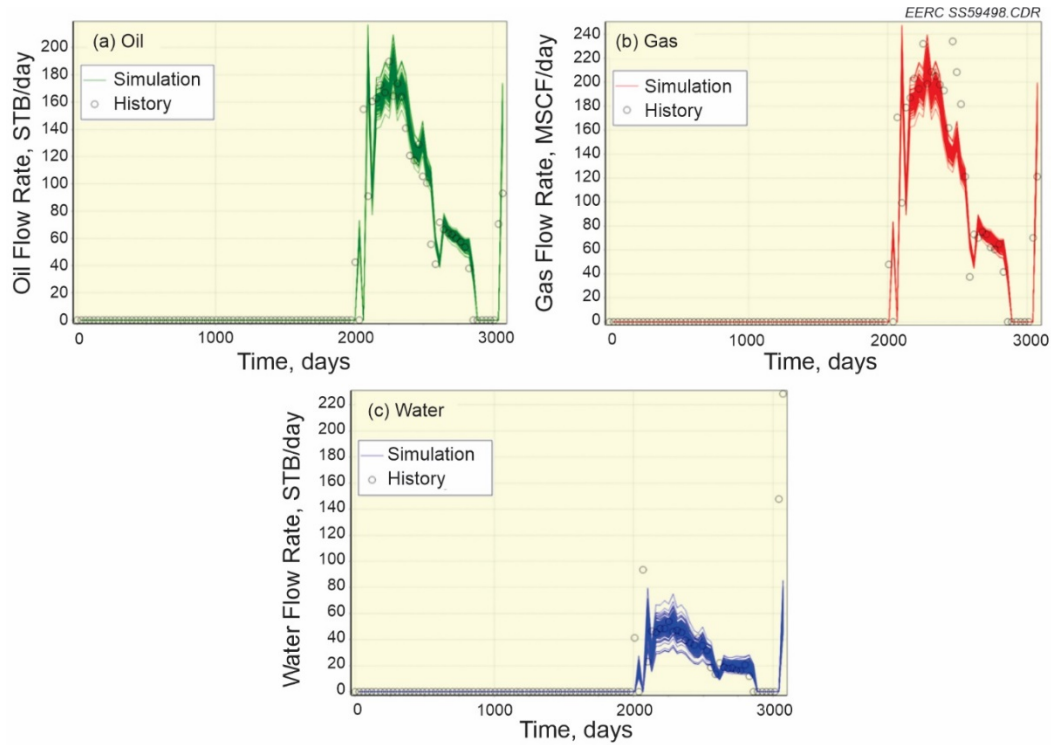 EERC SS59498.CDR
(a) Oil
Simulation
History
Oil Flow Rate, STB/day
200
180
160
140
120
100
80
60
40
20
0
0 1000 2000 3000
Time, days
(b) Gas
Simulation
History
Gas Flow Rate, MSCF/day
240
220
200
180
160
140
120
100
80
60
40
20
0
0 1000 2000 3000
Time, days
(c) Water
Simulation
History
Water Flow Rate, STB/day
220
200
180
160
140
120
100
80
60
40
20
0
0 1000 2000 3000
Time, days